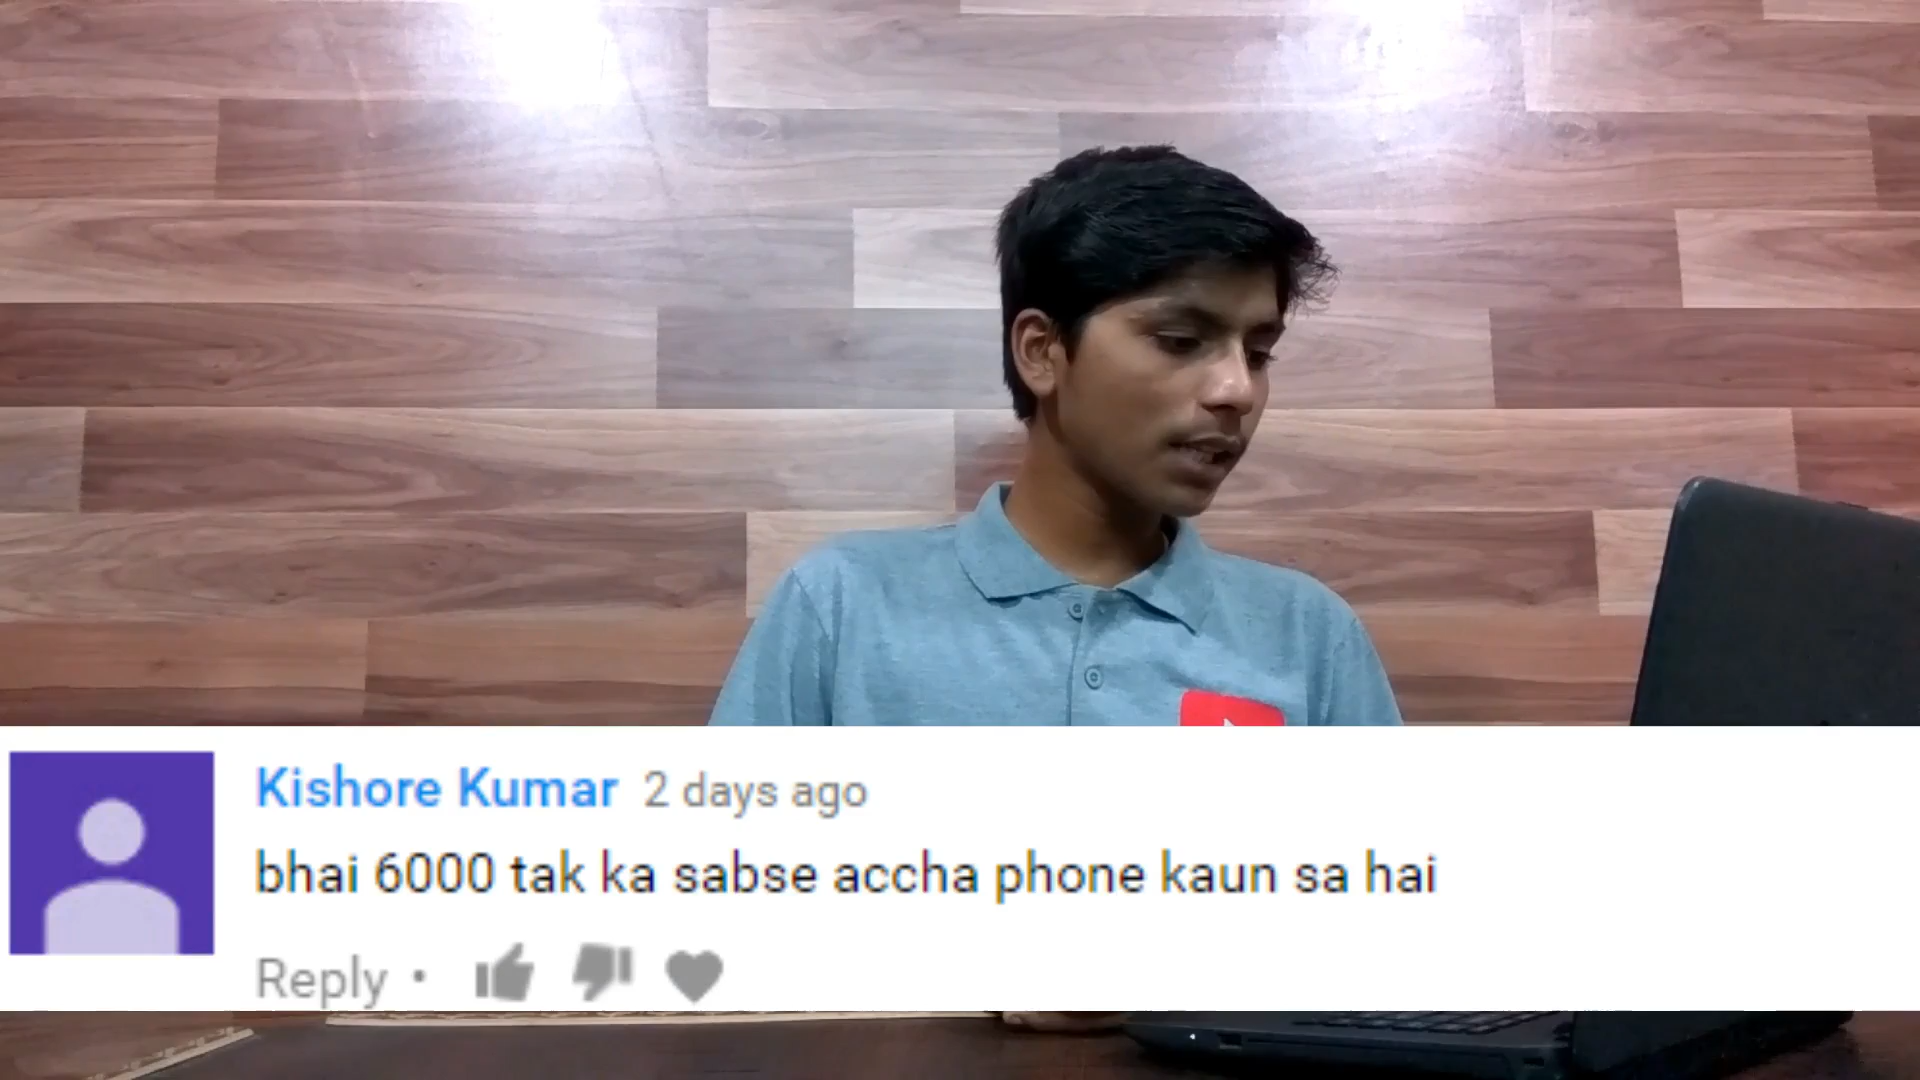 Kishore Kumar 2 days ago
bhai 6000 tak ka sabse accha phone kaun sa hai
Reply •